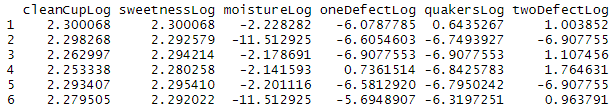 cleanCupLog sweetnessLog moistureLog oneDefectLog quakersLog twoDefectLog
1 2.300068 2.300068 -2.228282 -6.0787785 0.6435267 1.003852
2 2.298268 2.292579 -11.512925 -6.6054603 -6.7493927 -6.907755
3 2.262997 2.294214 -2.178691 -6.9077553 -6.9077553 1.107456
4 2.253338 2.280258 -2.141593 0.7361514 -6.8425783 1.764631
5 2.293407 2.295410 -2.201116 -6.5812920 -6.7950242 -6.907755
6 2.279505 2.292022 -11.512925 -5.6948907 -6.3197251 0.963791